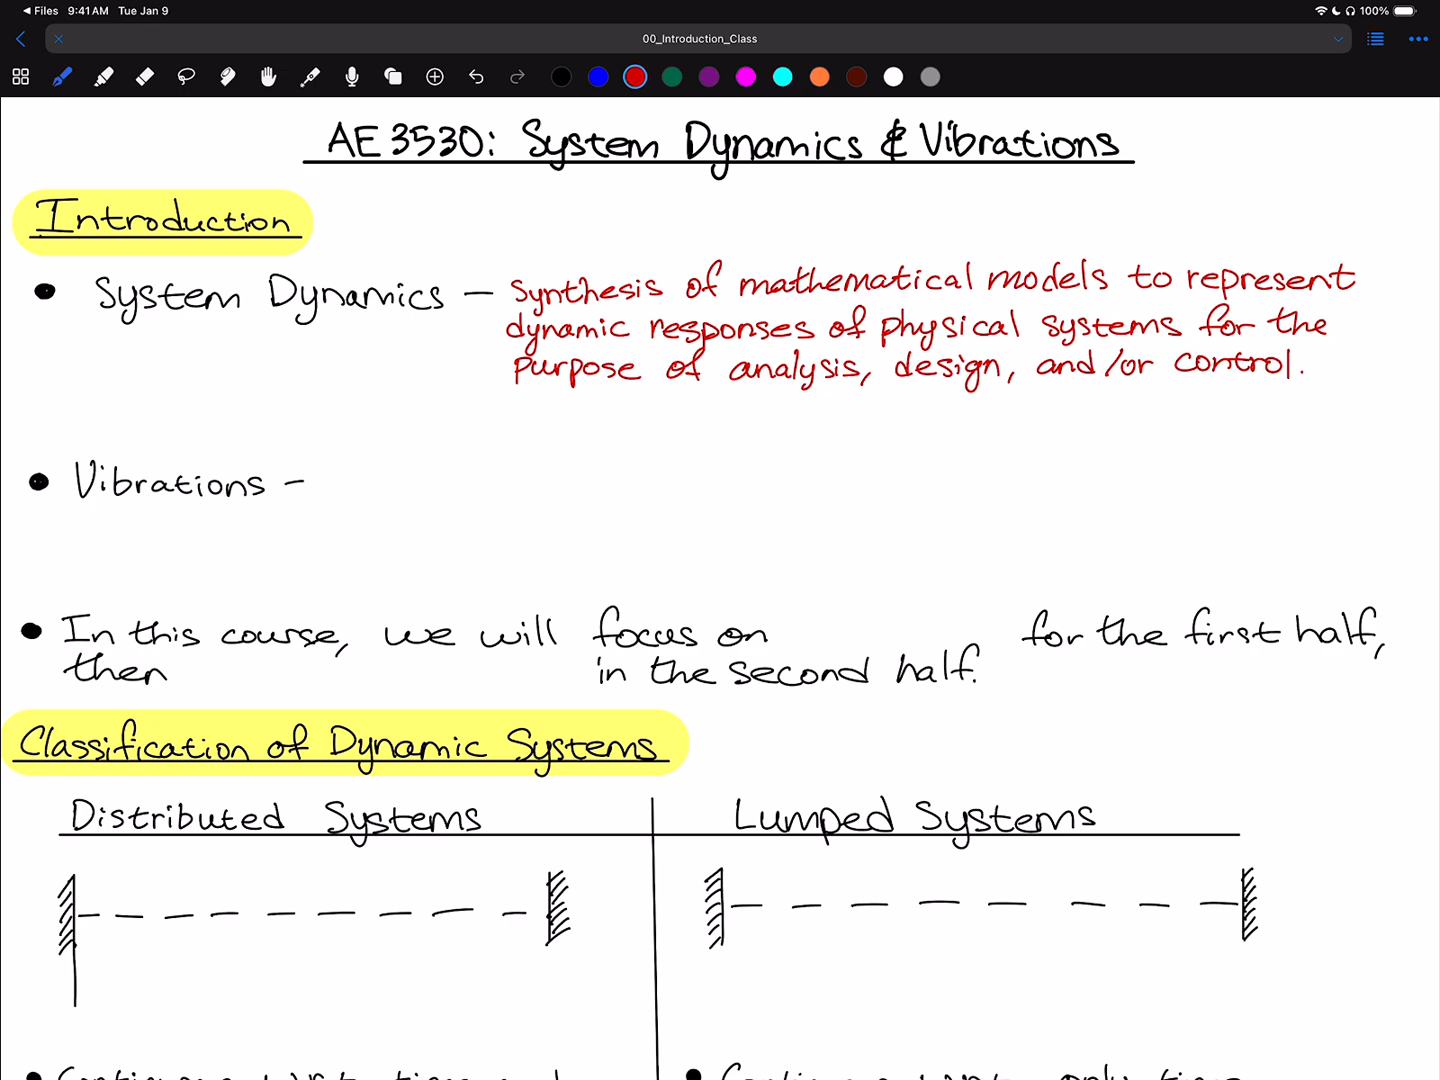 Files 9:41 AM Tue Jan 9 100%
00_Introduction_Class
AE 3530: System Dynamics & Vibrations
Introduction
• System Dynamics – Synthesis of mathematical models to represent
dynamic responses of physical systems for the
purpose of analysis, design, and/or control.
• Vibrations –
• In this course, we will focus on for the first half,
then in the second half.
Classification of Dynamic Systems
Distributed Systems Lumped Systems